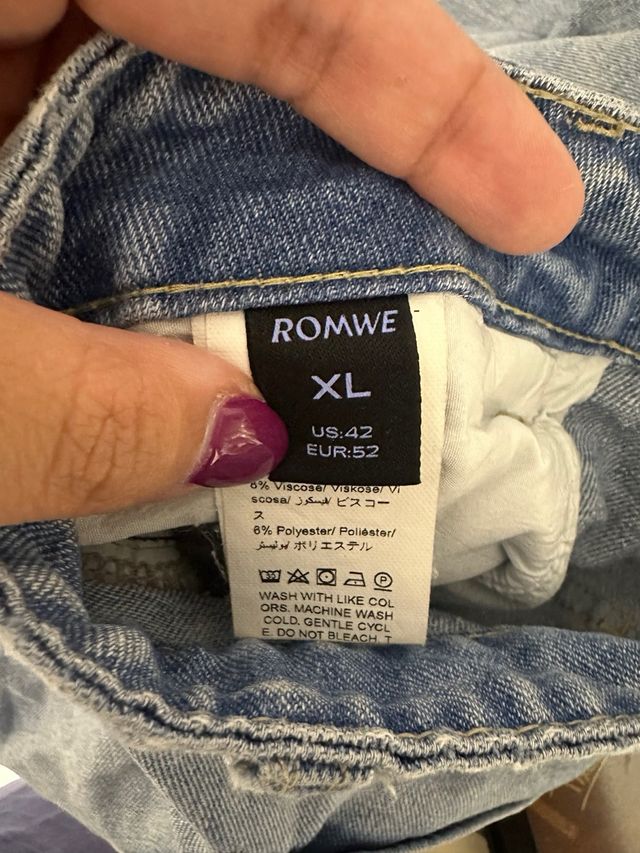 ROMWE
XL
US:42
EUR:52
6% Viscose/ Viskose/ Vi
scosa/ فيسكوز/ ビスコー
ス
6% Polyester/ Poliéster/
بوليستر/ ポリエステル
WASH WITH LIKE COL
ORS. MACHINE WASH
COLD. GENTLE CYCL
E. DO NOT BLEACH. T